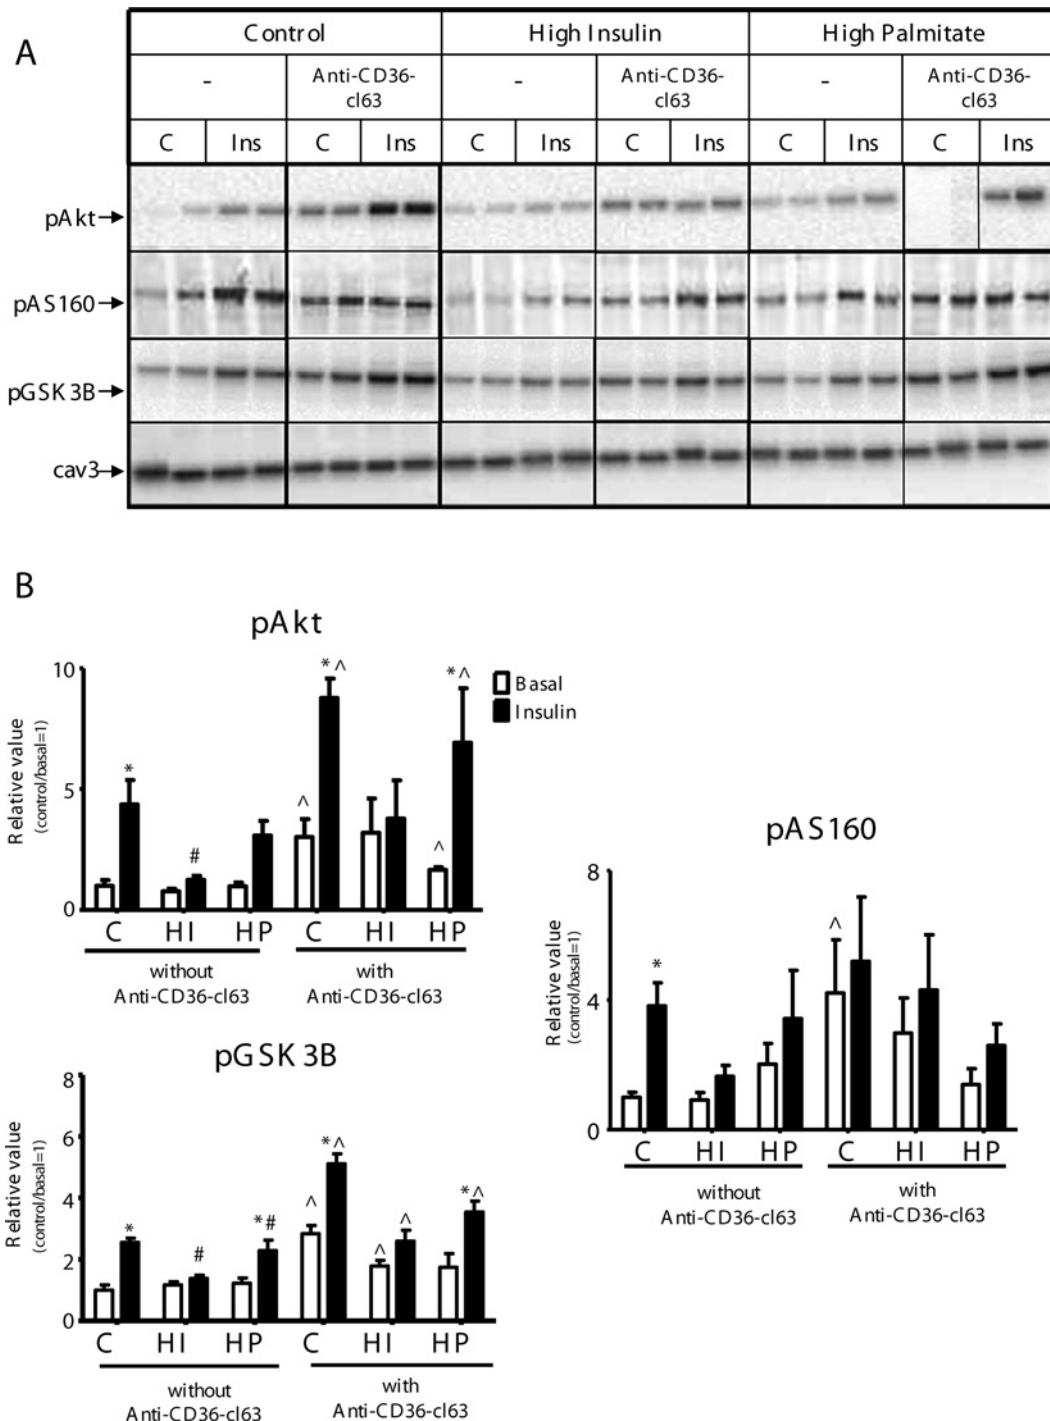 A
Control High Insulin High Palmitate
- Anti-CD36-cl63 - Anti-CD36-cl63 - Anti-CD36-cl63
C Ins C Ins C Ins C Ins C Ins C Ins
pAkt
pAS160
pGSK3B
cav3
B
pAkt
Relative value
(control/basal=1)
10
5
0
* # ^ *^ ^ *^
Basal
Insulin
C HI HP C HI HP
without
Anti-CD36-cl63
with
Anti-CD36-cl63
pAS160
Relative value
(control/basal=1)
8
4
0
* ^
C HI HP C HI HP
without
Anti-CD36-cl63
with
Anti-CD36-cl63
pGSK3B
Relative value
(control/basal=1)
8
6
4
2
0
* # *# ^ *^ ^ ^ *^
C HI HP C HI HP
without
Anti-CD36-cl63
with
Anti-CD36-cl63